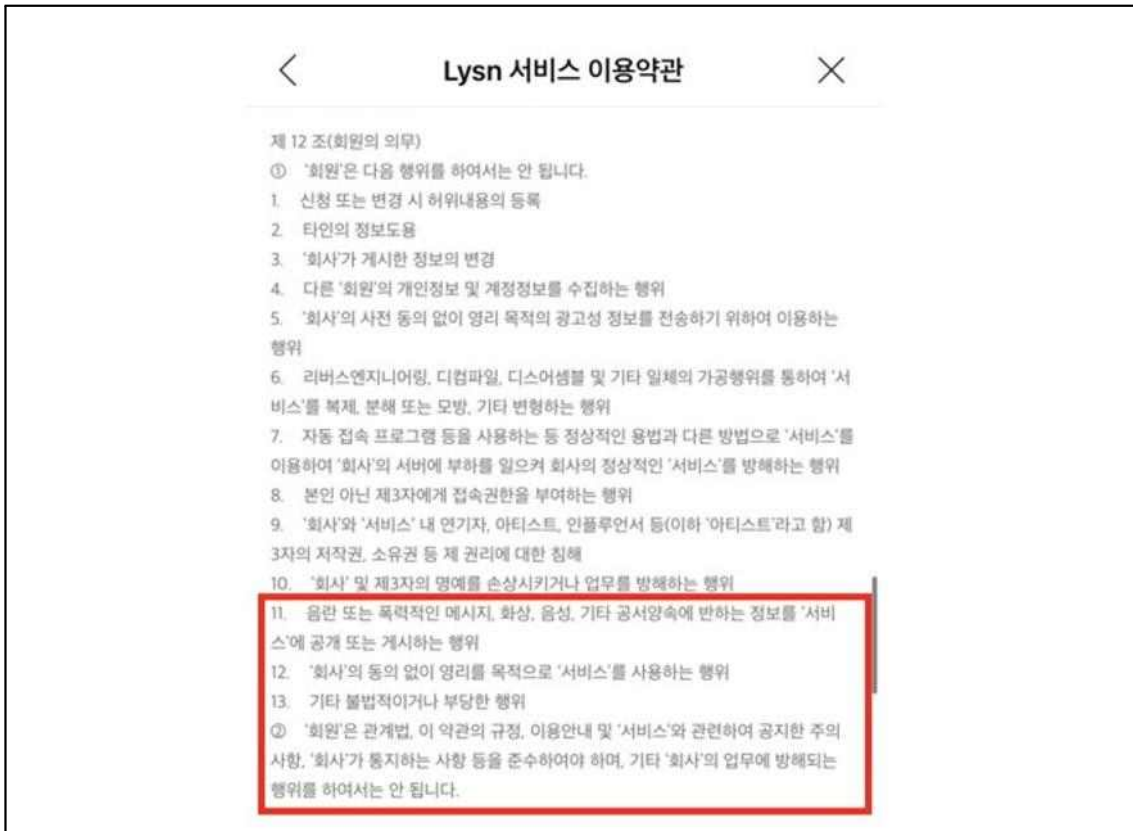 Lysn 서비스 이용약관
제 12 조(회원의 의무)
① '회원'은 다음 행위를 하여서는 안 됩니다.
1. 신청 또는 변경 시 허위내용의 등록
2. 타인의 정보도용
3. '회사'가 게시한 정보의 변경
4. 다른 '회원'의 개인정보 및 계정정보를 수집하는 행위
5. '회사'의 사전 동의 없이 영리 목적의 광고성 정보를 전송하기 위하여 이용하는
행위
6. 리버스엔지니어링, 디컴파일, 디스어셈블 및 기타 일체의 가공행위를 통하여 '서
비스'를 복제, 분해 또는 모방, 기타 변형하는 행위
7. 자동 접속 프로그램 등을 사용하는 등 정상적인 용법과 다른 방법으로 '서비스'를
이용하여 '회사'의 서버에 부하를 일으켜 회사의 정상적인 '서비스'를 방해하는 행위
8. 본인 아닌 제3자에게 접속권한을 부여하는 행위
9. '회사'와 '서비스' 내 연기자, 아티스트, 인플루언서 등(이하 '아티스트'라고 함) 제
3자의 저작권, 소유권 등 제 권리에 대한 침해
10. '회사' 및 제3자의 명예를 손상시키거나 업무를 방해하는 행위
11. 음란 또는 폭력적인 메시지, 화상, 음성, 기타 공서양속에 반하는 정보를 '서비
스'에 공개 또는 게시하는 행위
12. '회사'의 동의 없이 영리를 목적으로 '서비스'를 사용하는 행위
13. 기타 불법적이거나 부당한 행위
② '회원'은 관계법, 이 약관의 규정, 이용안내 및 '서비스'와 관련하여 공지한 주의
사항, '회사'가 통지하는 사항 등을 준수하여야 하며, 기타 '회사'의 업무에 방해되는
행위를 하여서는 안 됩니다.